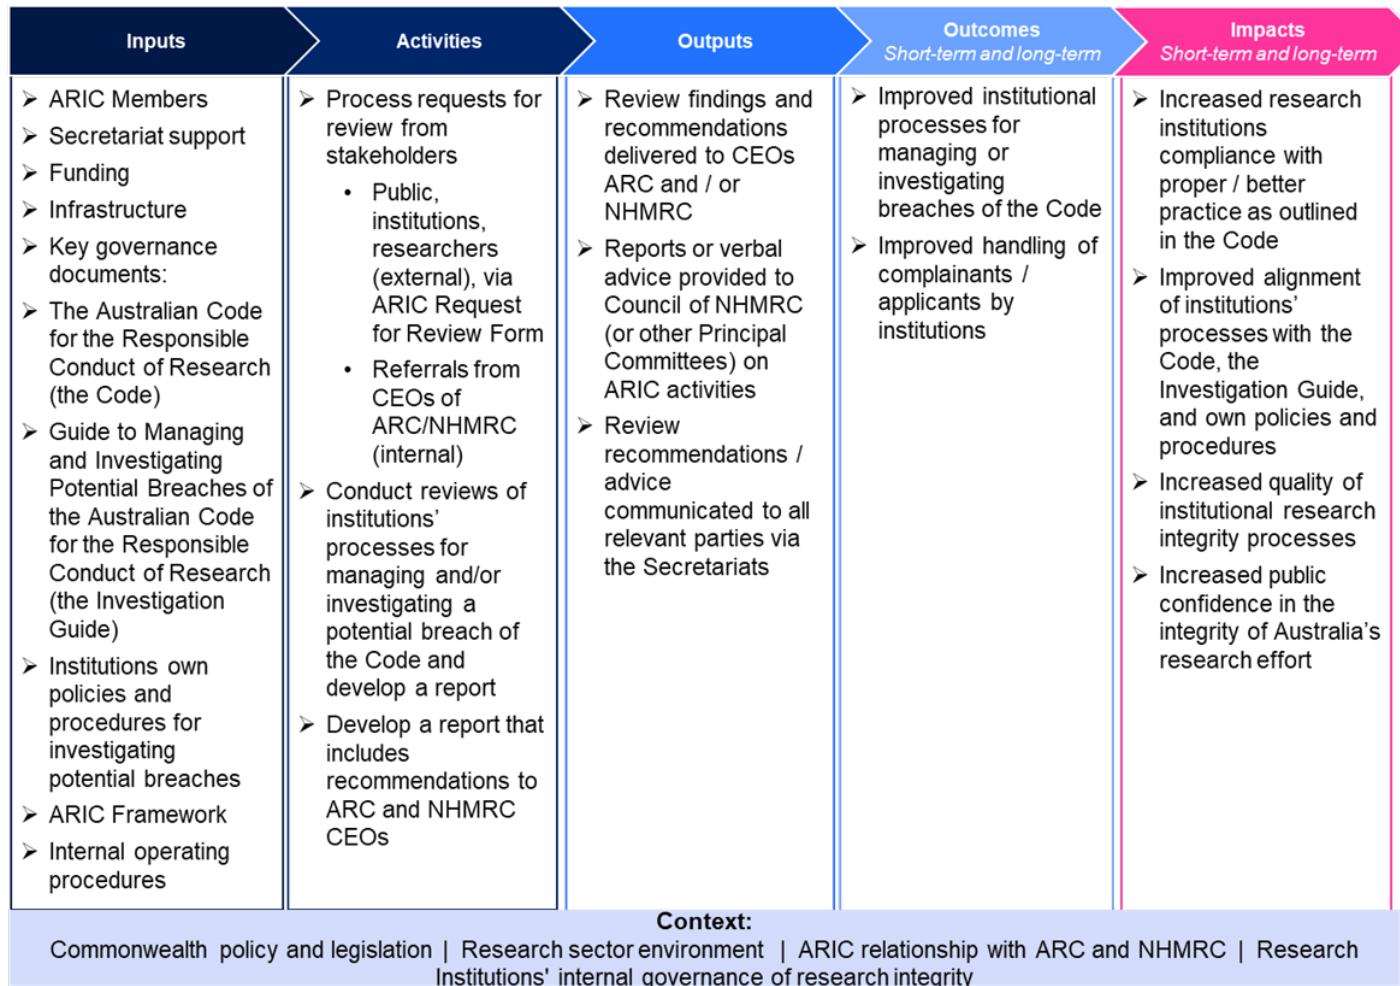 Inputs
Activities
Outputs
Outcomes
Short-term and long-term
Impacts
Short-term and long-term
➢ ARIC Members
➢ Secretariat support
➢ Funding
➢ Infrastructure
➢ Key governance
documents:
➢ The Australian Code
for the Responsible
Conduct of Research
(the Code)
➢ Guide to Managing
and Investigating
Potential Breaches of
the Australian Code
for the Responsible
Conduct of Research
(the Investigation
Guide)
➢ Institutions own
policies and
procedures for
investigating
potential breaches
➢ ARIC Framework
➢ Internal operating
procedures
➢ Process requests for
review from
stakeholders
• Public,
institutions,
researchers
(external), via
ARIC Request
for Review Form
• Referrals from
CEOs of
ARC/NHMRC
(internal)
➢ Conduct reviews of
institutions’
processes for
managing and/or
investigating a
potential breach of
the Code and
develop a report
➢ Develop a report that
includes
recommendations to
ARC and NHMRC
CEOs
➢ Review findings and
recommendations
delivered to CEOs
ARC and / or
NHMRC
➢ Reports or verbal
advice provided to
Council of NHMRC
(or other Principal
Committees) on
ARIC activities
➢ Review
recommendations /
advice
communicated to all
relevant parties via
the Secretariats
➢ Improved institutional
processes for
managing or
investigating
breaches of the Code
➢ Improved handling of
complainants /
applicants by
institutions
➢ Increased research
institutions
compliance with
proper / better
practice as outlined
in the Code
➢ Improved alignment
of institutions’
processes with the
Code, the
Investigation Guide,
and own policies and
procedures
➢ Increased quality of
institutional research
integrity processes
➢ Increased public
confidence in the
integrity of Australia’s
research effort
Context:
Commonwealth policy and legislation | Research sector environment | ARIC relationship with ARC and NHMRC | Research
Institutions' internal governance of research integrity